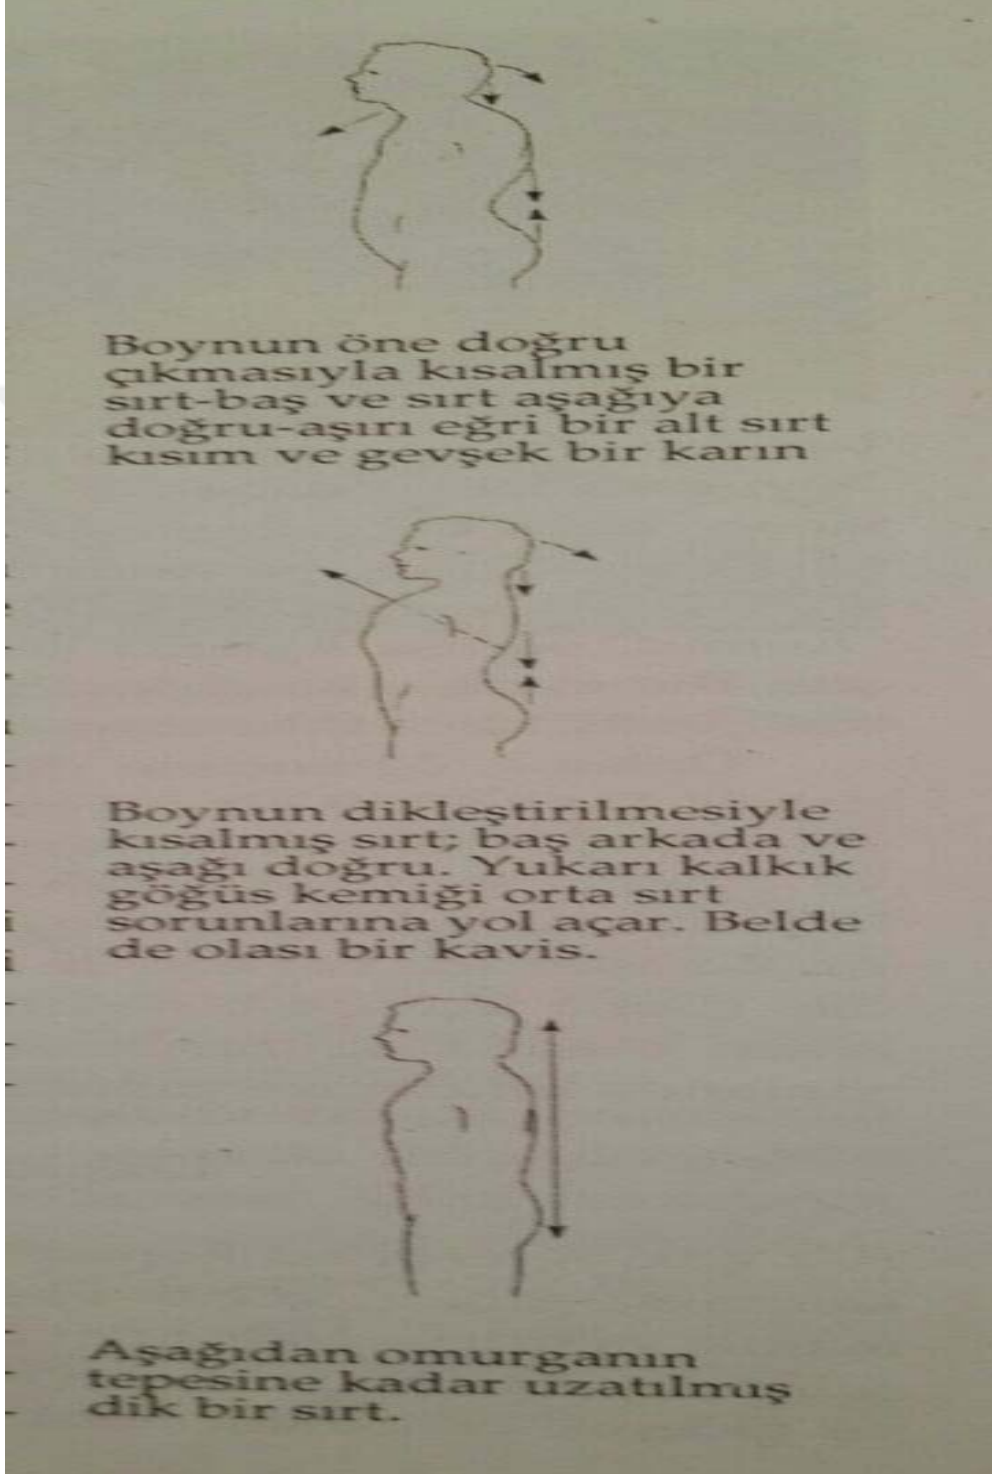 Boynun öne doğru
çıkmasıyla kısalmış bir
sırt-baş ve sırt aşağıya
doğru-aşırı eğri bir alt sırt
kısım ve gevşek bir karın
Boynun dikleştirilmesiyle
kısalmış sırt; baş arkada ve
aşağı doğru. Yukarı kalkık
göğüs kemiği orta sırt
sorunlarına yol açar. Belde
de olası bir kavis.
Aşağıdan omurganın
tepesine kadar uzatılmış
dik bir sırt.